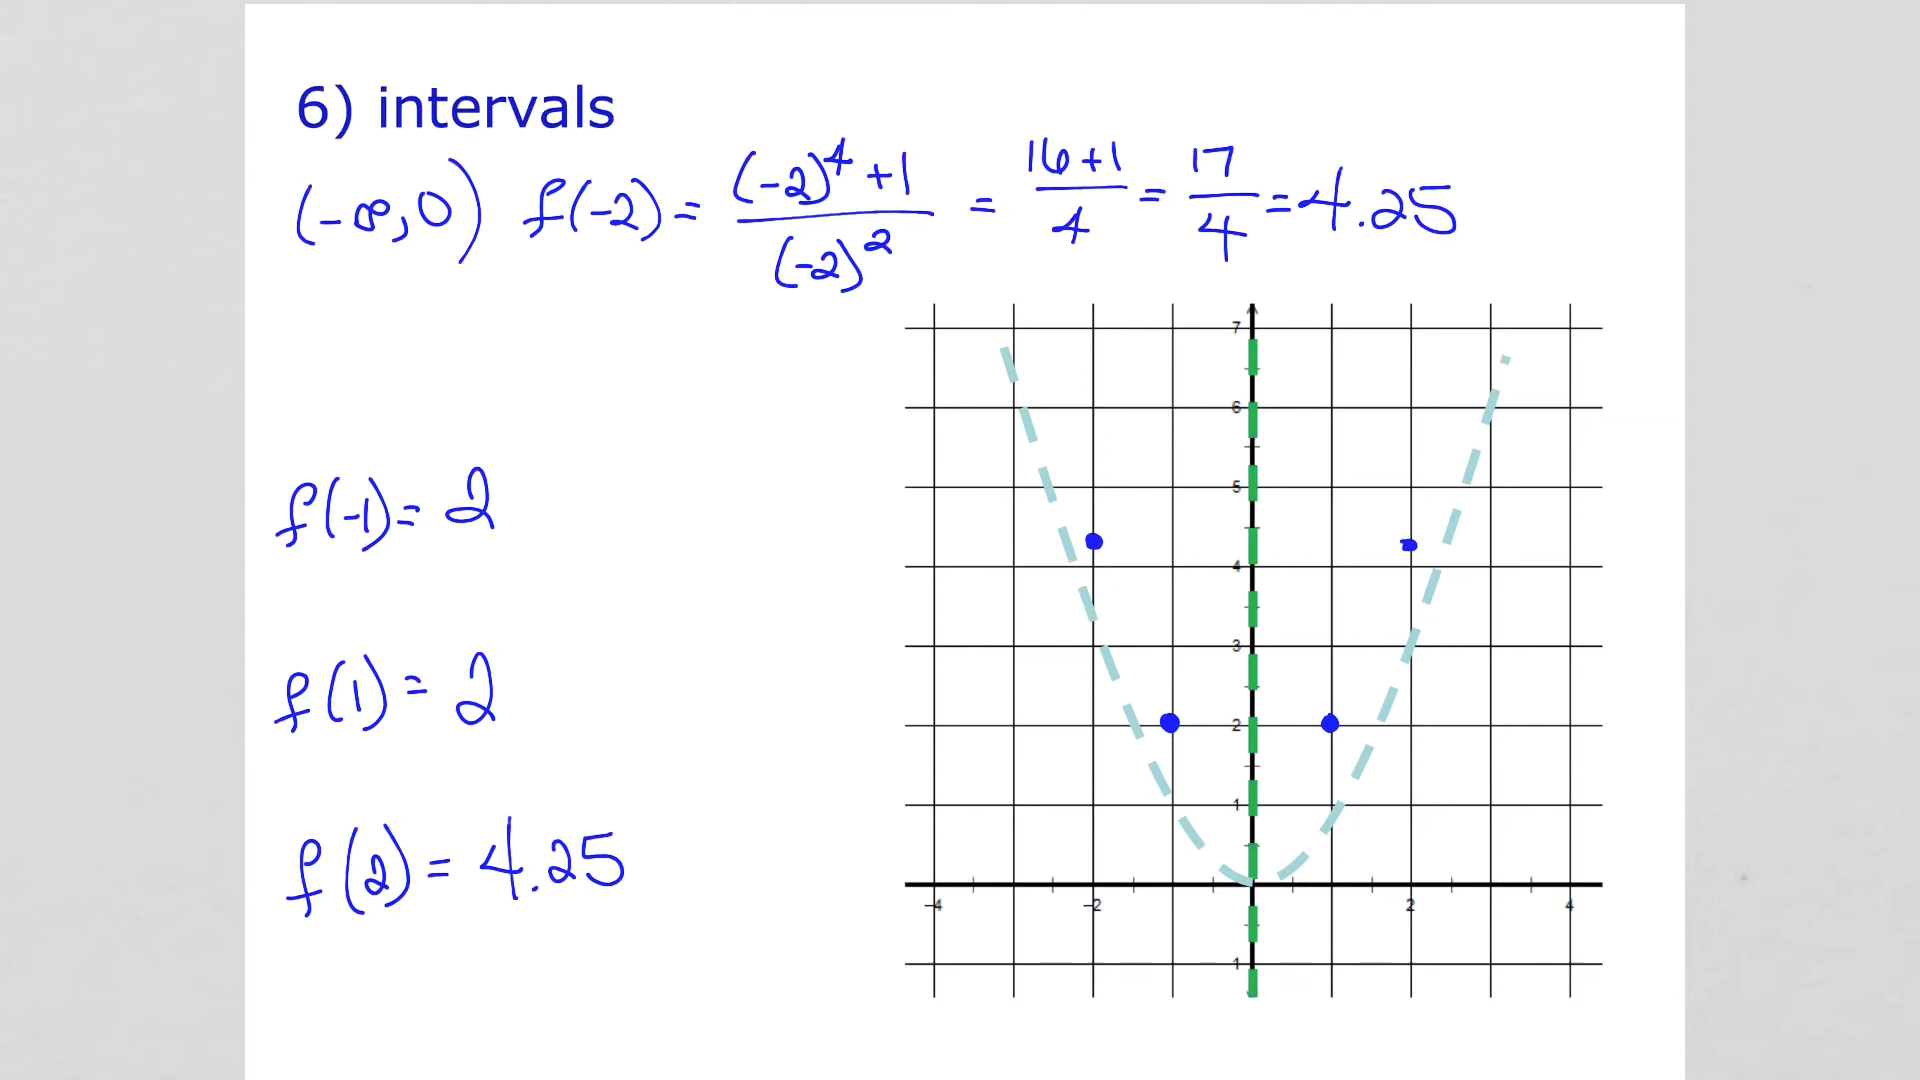 6) intervals
(-∞,0) f(-2) = ((-2)^4 +1)/(-2)^2 = (16+1)/4 = 17/4 = 4.25
f(-1) = 2
f(1) = 2
f(2) = 4.25
7
6
5
4
3
2
1
-4 -2 2 4
1